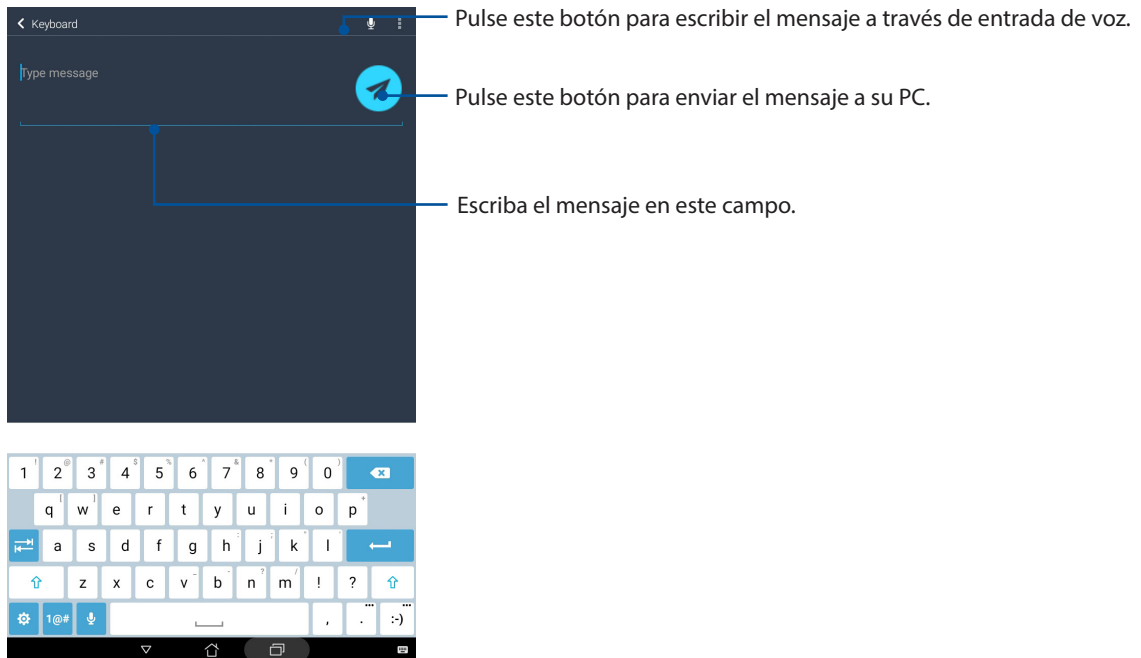 Keyboard
Pulse este botón para escribir el mensaje a través de entrada de voz.
Type message
Pulse este botón para enviar el mensaje a su PC.
Escriba el mensaje en este campo.
1 ! 2 @ 3 # 4 $ 5 % 6 ^ 7 & 8 * 9 ( 0 )
q [ w ] e r t y u i o p +
a s d f g h : j ; k " l '
z x c v _ b - n ? m / ! ?
1@# , . ... :-) ...